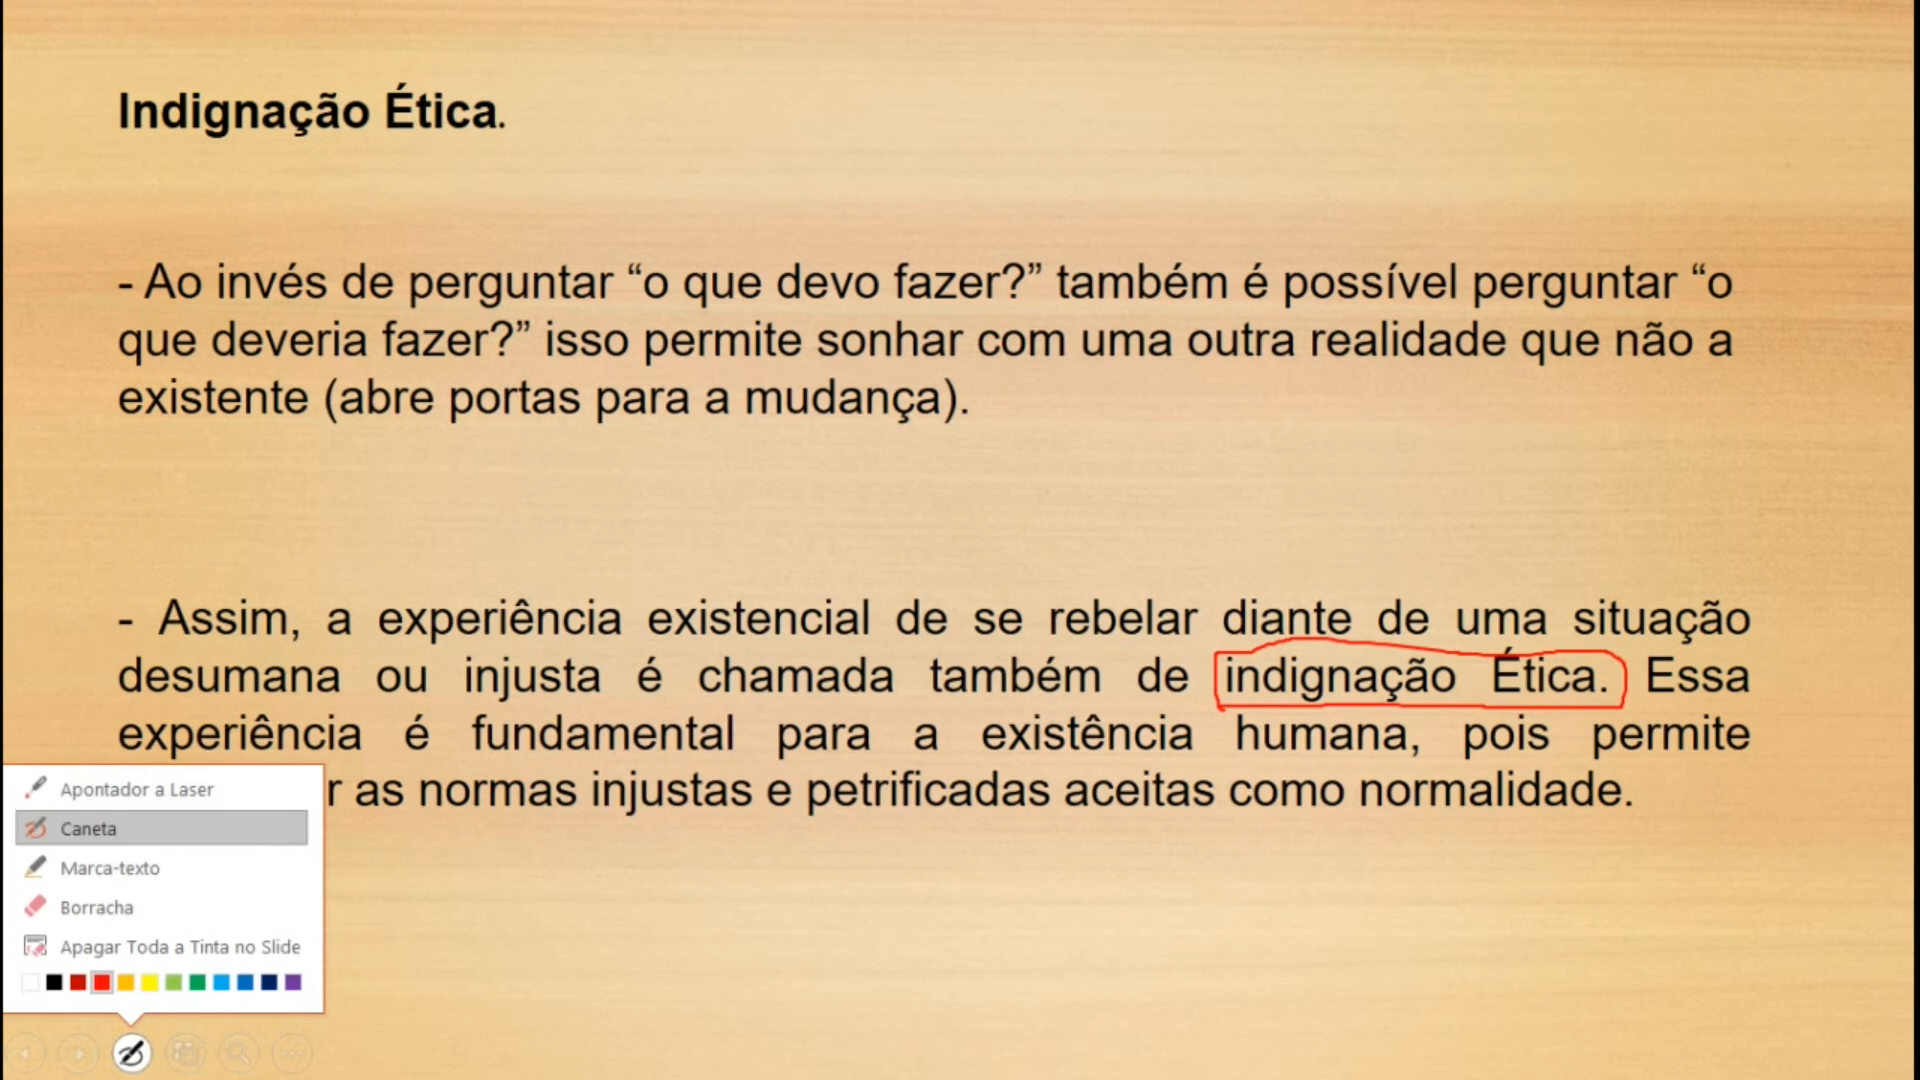 Indignação Ética.
- Ao invés de perguntar “o que devo fazer?” também é possível perguntar “o
que deveria fazer?” isso permite sonhar com uma outra realidade que não a
existente (abre portas para a mudança).
- Assim, a experiência existencial de se rebelar diante de uma situação
desumana ou injusta é chamada também de indignação Ética. Essa
experiência é fundamental para a existência humana, pois permite
as normas injustas e petrificadas aceitas como normalidade.
Apontador a Laser
Caneta
Marca-texto
Borracha
Apagar Toda a Tinta no Slide